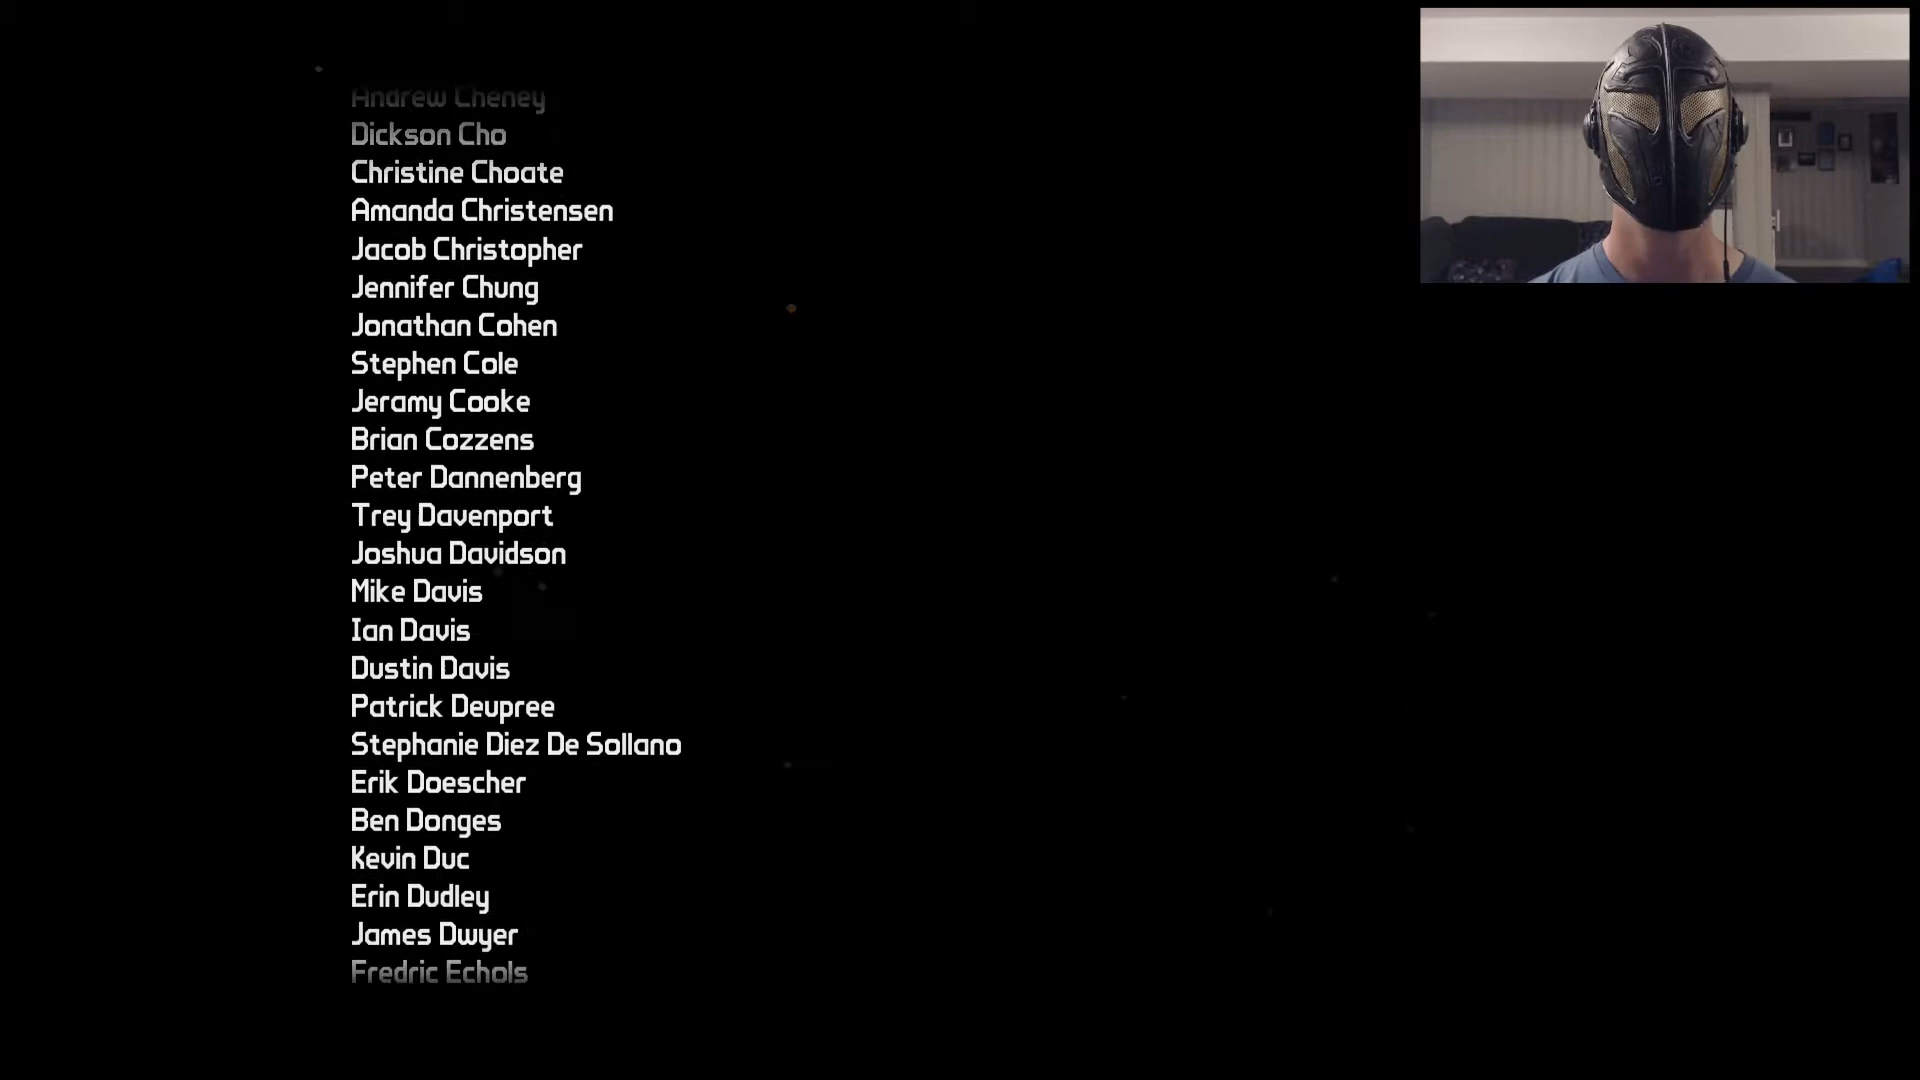 Andrew Cheney
Dickson Cho
Christine Choate
Amanda Christensen
Jacob Christopher
Jennifer Chung
Jonathan Cohen
Stephen Cole
Jeramy Cooke
Brian Cozzens
Peter Dannenberg
Trey Davenport
Joshua Davidson
Mike Davis
Ian Davis
Dustin Davis
Patrick Deupree
Stephanie Diez De Sollano
Erik Doescher
Ben Donges
Kevin Duc
Erin Dudley
James Dwyer
Fredric Echols